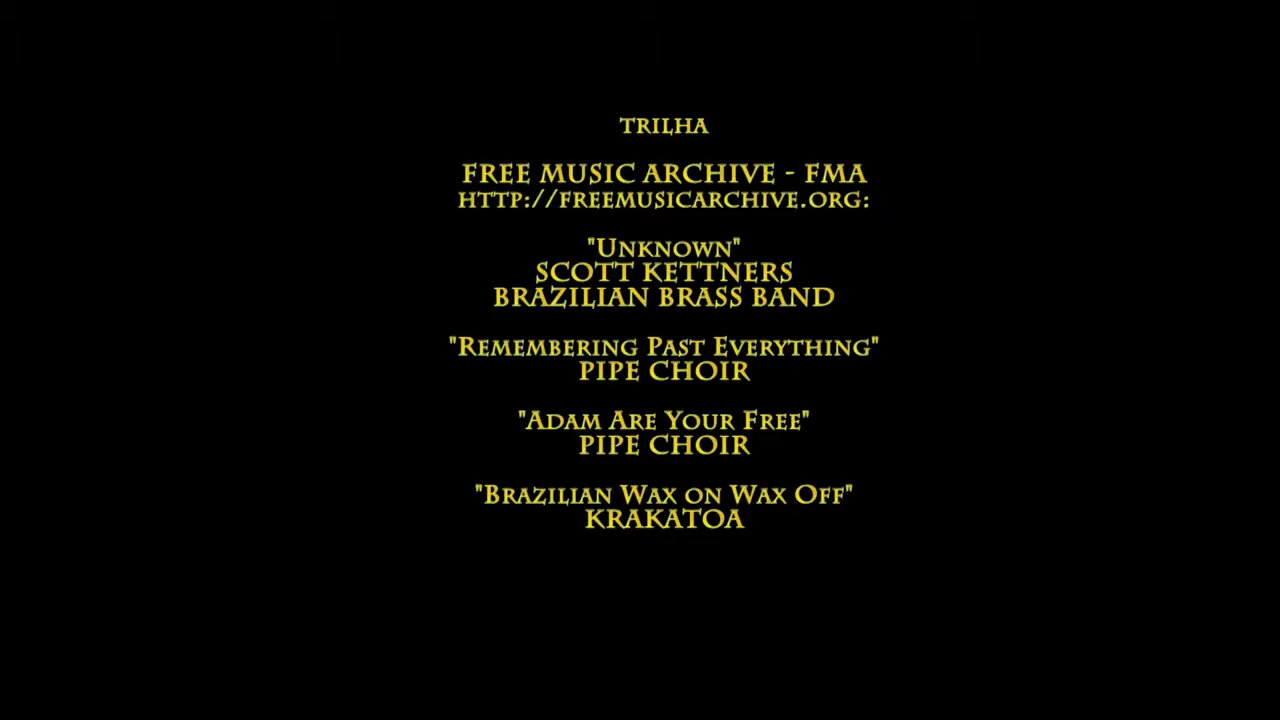 TRILHA
FREE MUSIC ARCHIVE - FMA
HTTP://FREEMUSICARCHIVE.ORG:
"Unknown"
SCOTT KETTNERS
BRAZILIAN BRASS BAND
"Remembering Past Everything"
PIPE CHOIR
"Adam Are Your Free"
PIPE CHOIR
"Brazilian Wax on Wax Off"
KRAKATOA